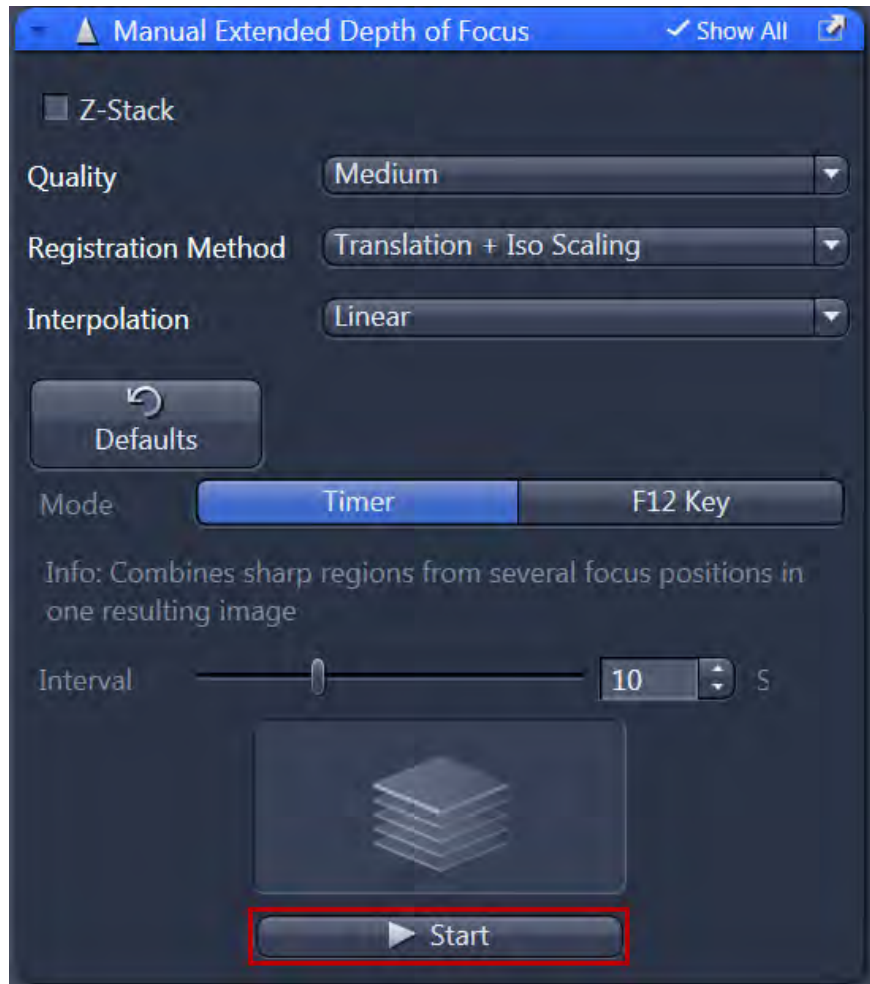 Manual Extended Depth of Focus Show All
Z-Stack
Quality Medium
Registration Method Translation + Iso Scaling
Interpolation Linear
Defaults
Mode Timer F12 Key
Info: Combines sharp regions from several focus positions in
one resulting image
Interval 10 S
Start